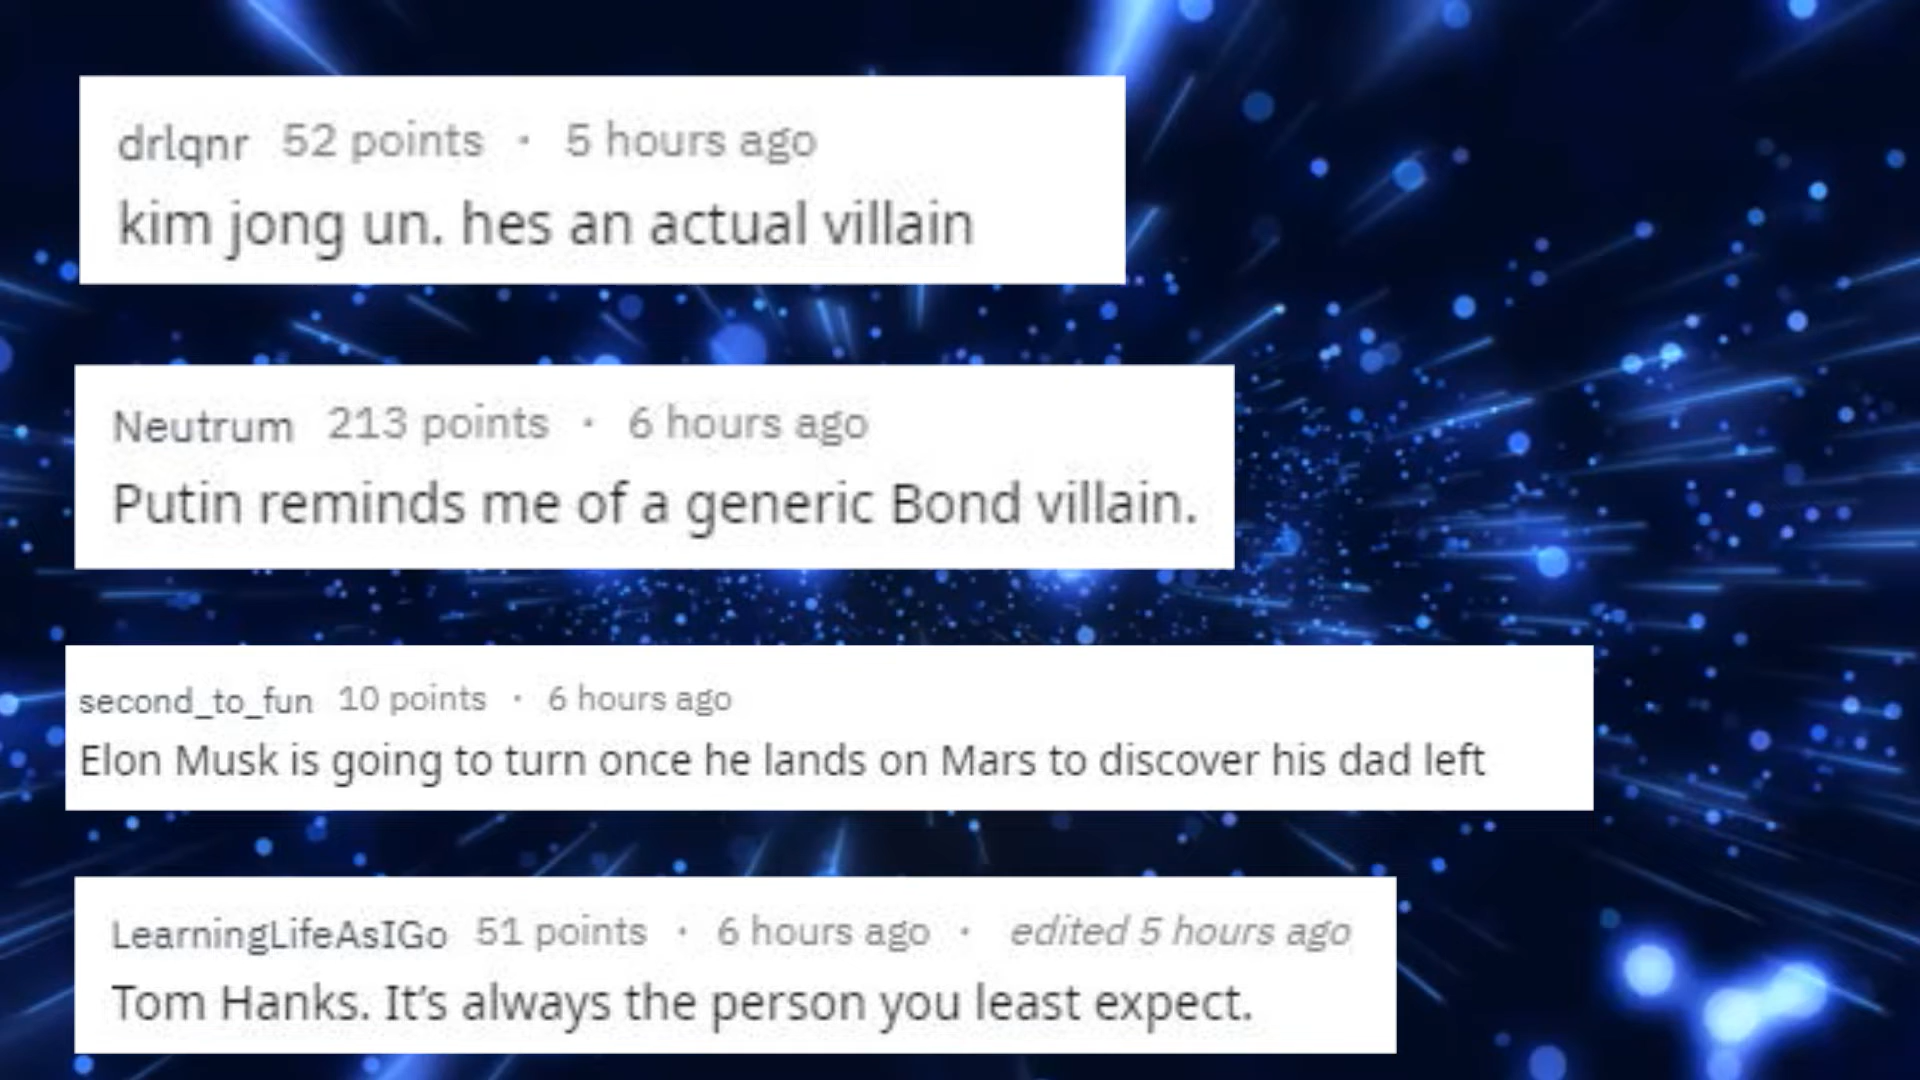 drlqnr 52 points · 5 hours ago
kim jong un. hes an actual villain
Neutrum 213 points · 6 hours ago
Putin reminds me of a generic Bond villain.
second_to_fun 10 points · 6 hours ago
Elon Musk is going to turn once he lands on Mars to discover his dad left
LearningLifeAsIGo 51 points · 6 hours ago · edited 5 hours ago
Tom Hanks. It’s always the person you least expect.